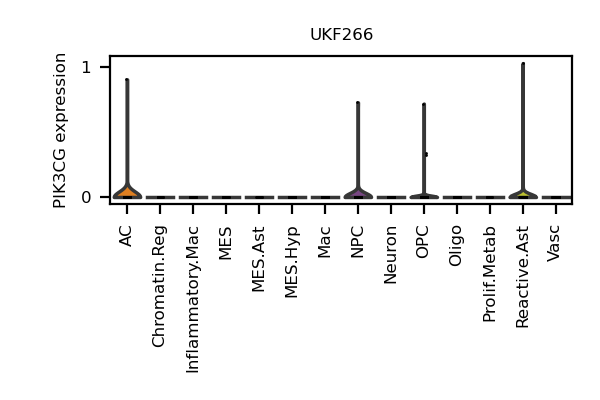 UKF266
PIK3CG expression
1
0
AC
Chromatin.Reg
Inflammatory.Mac
MES
MES.Ast
MES.Hyp
Mac
NPC
Neuron
OPC
Oligo
Prolif.Metab
Reactive.Ast
Vasc